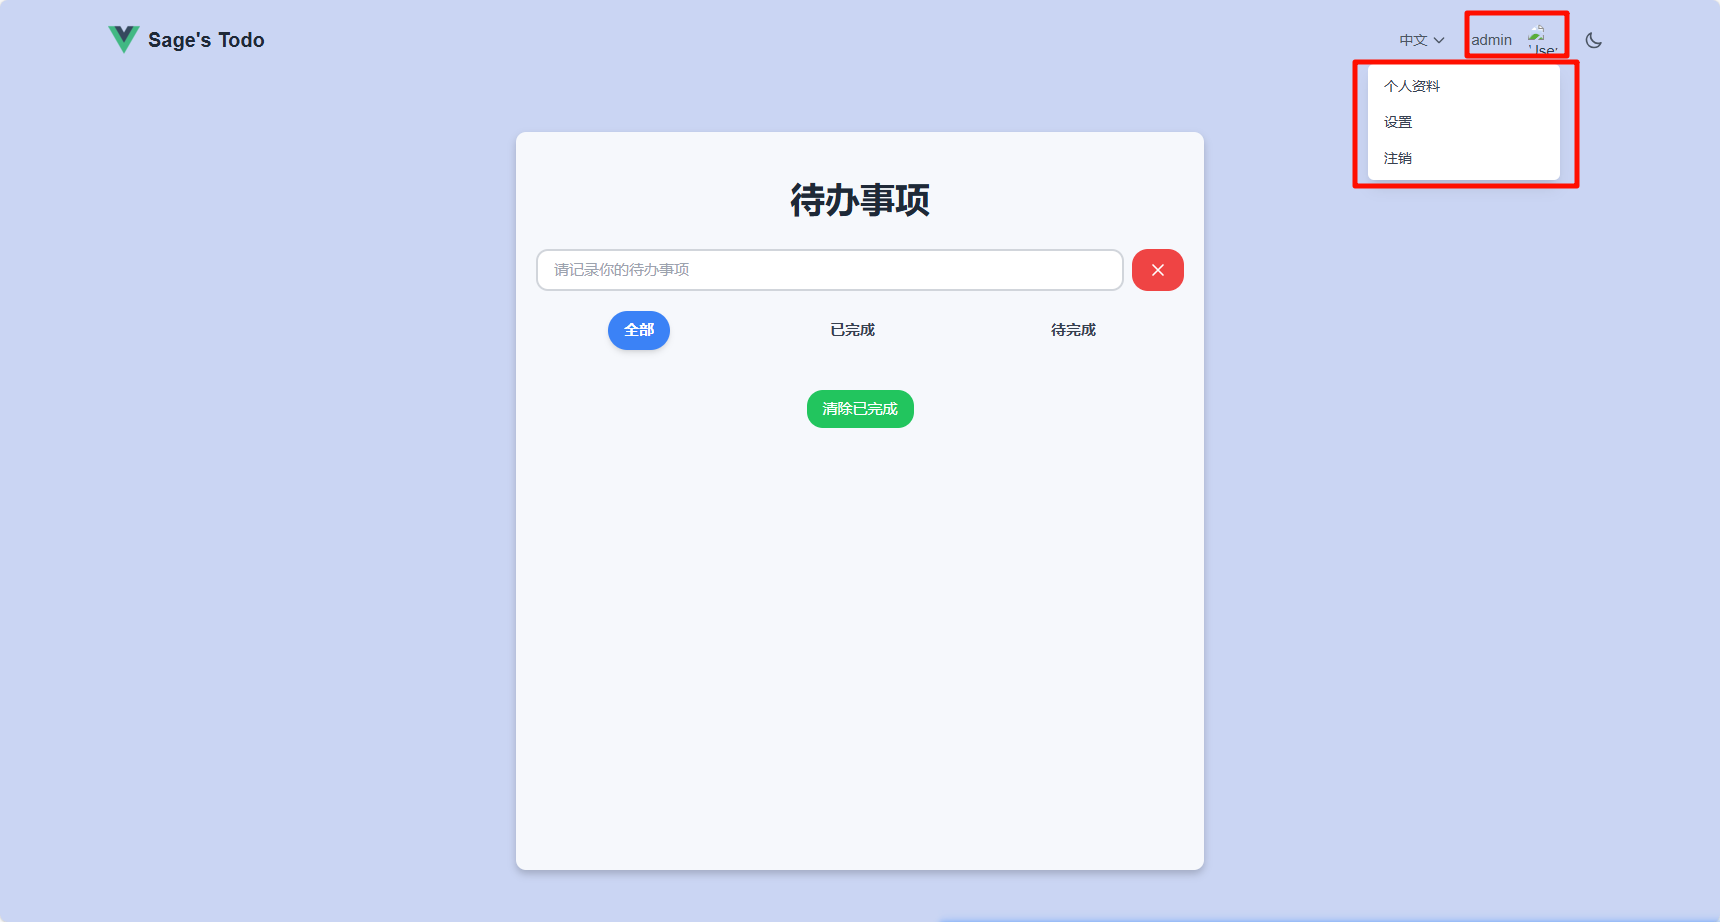 Sage's Todo
中文
admin
Use
个人资料
设置
注销
待办事项
请记录你的待办事项
全部
已完成
待完成
清除已完成